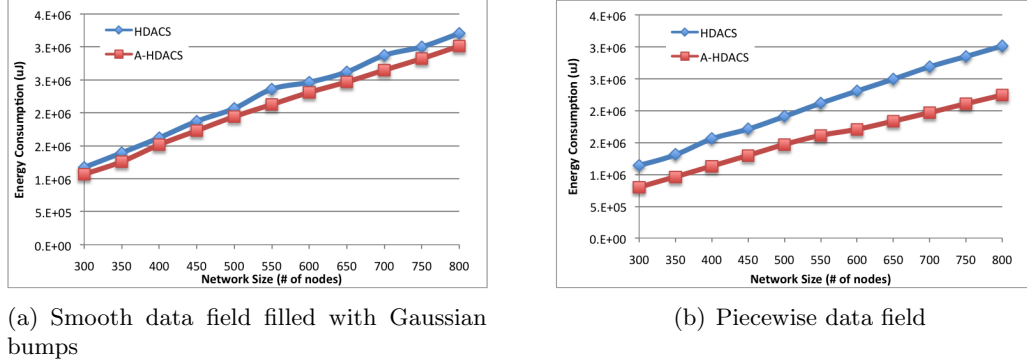 4.E+06
3.E+06
3.E+06
2.E+06
2.E+06
1.E+06
5.E+05
0.E+00
Energy Consumption (uJ)
HDACS
A-HDACS
300 350 400 450 500 550 600 650 700 750 800
Network Size (# of nodes)
(a) Smooth data field filled with Gaussian
bumps
4.E+06
3.E+06
3.E+06
2.E+06
2.E+06
1.E+06
5.E+05
0.E+00
Energy Consumption (uJ)
HDACS
A-HDACS
300 350 400 450 500 550 600 650 700 750 800
Network Size (# of nodes)
(b) Piecewise data field